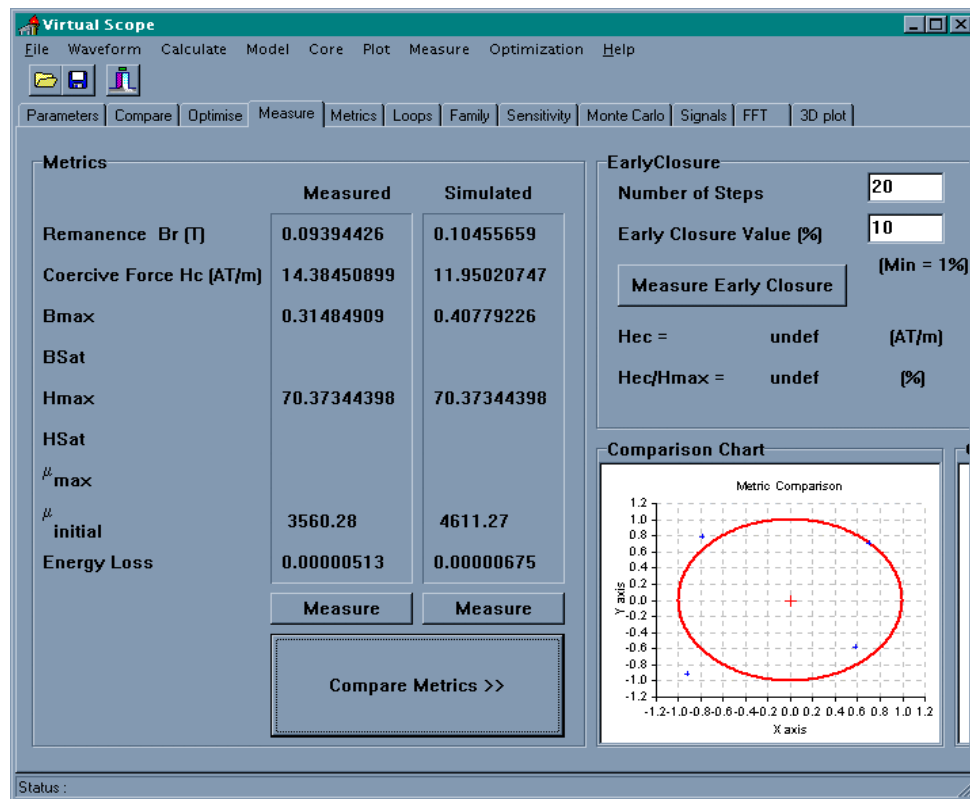 Virtual Scope
File Waveform Calculate Model Core Plot Measure Optimization Help
Parameters Compare Optimise Measure Metrics Loops Family Sensitivity Monte Carlo Signals FFT 3D plot
Metrics
Measured Simulated
Remanence Br (T) 0.09394426 0.10455659
Coercive Force Hc (AT/m) 14.38450899 11.95020747
Bmax 0.31484909 0.40779226
BSat
Hmax 70.37344398 70.37344398
HSat
μ max
μ initial 3560.28 4611.27
Energy Loss 0.00000513 0.00000675
Measure Measure
Compare Metrics >>
EarlyClosure
Number of Steps 20
Early Closure Value (%) 10
(Min = 1%)
Measure Early Closure
Hec = undef (AT/m)
Hec/Hmax = undef (%)
Comparison Chart
Metric Comparison
1.2
1.0
0.8
0.6
0.4
0.2
0.0
-0.2
-0.4
-0.6
-0.8
-1.0
-1.2
Y axis
-1.2 -1.0 -0.8 -0.6 -0.4 -0.2 0.0 0.2 0.4 0.6 0.8 1.0 1.2
X axis
Status :